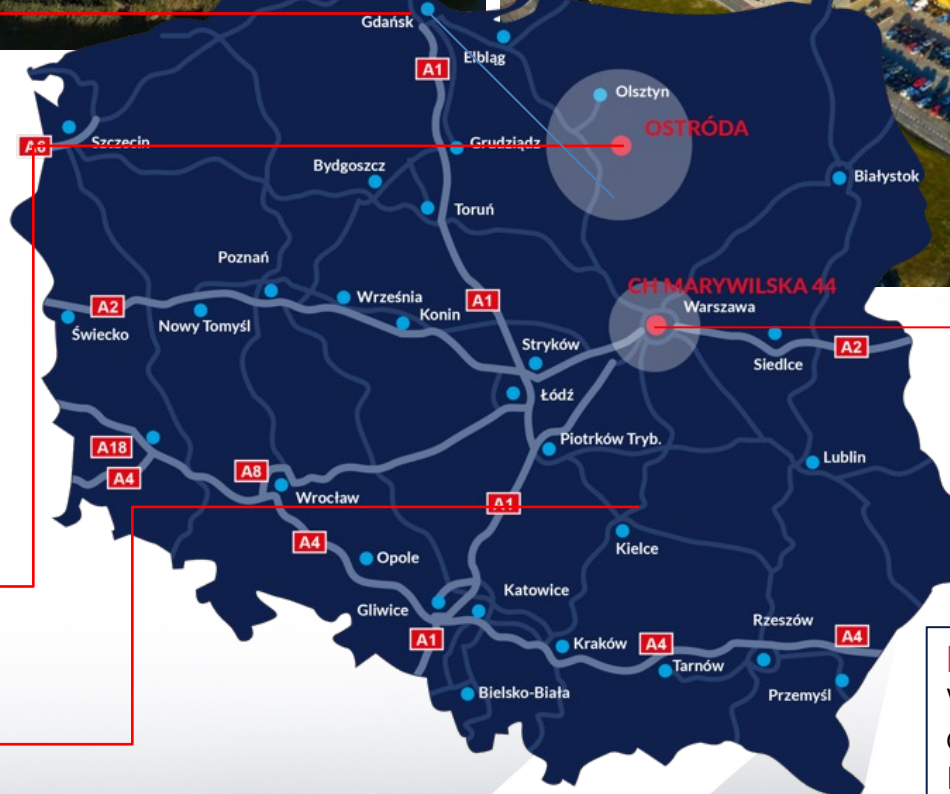 Gdańsk
Elbląg
A1
Olsztyn
OSTRÓDA
Szczecin
A6
Grudziądz
Bydgoszcz
Białystok
Toruń
Poznań
CH MARYWILSKA 44
Września
A1
Warszawa
A2
Konin
Nowy Tomyśl
Świecko
Stryków
A2
Siedlce
Łódź
Piotrków Tryb.
A18
Lublin
A8
A4
Wrocław
A1
A4
Kielce
Opole
Katowice
Gliwice
Rzeszów
A1
Kraków
A4
A4
Tarnów
Bielsko-Biała
Przemyśl